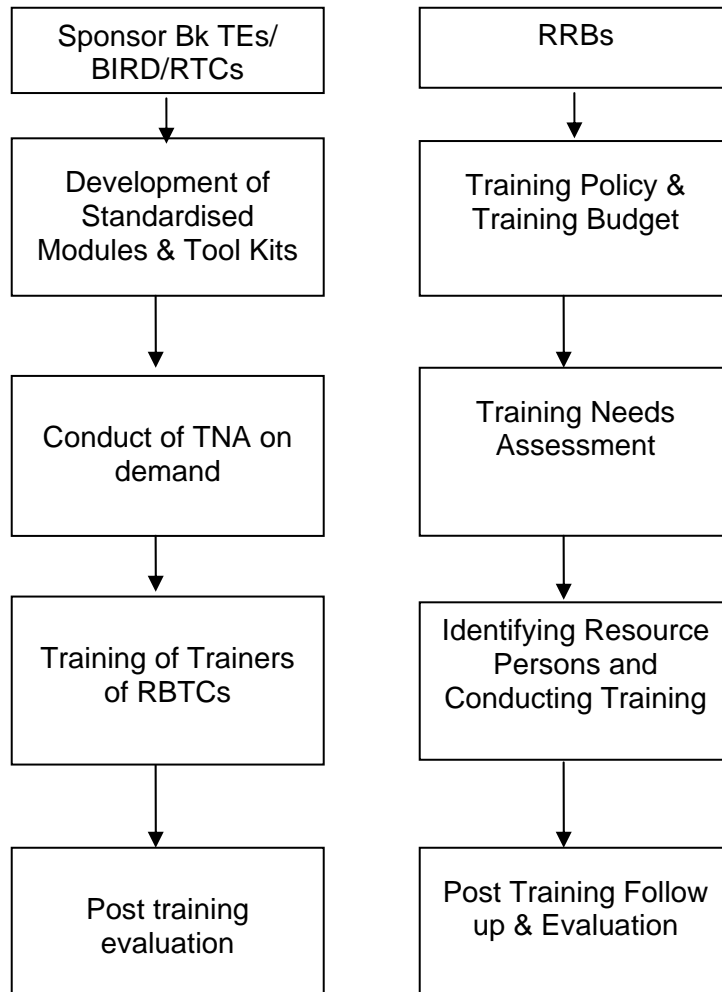 Sponsor Bk TEs/
BIRD/RTCs
Development of
Standardised
Modules & Tool Kits
Conduct of TNA on
demand
Training of Trainers
of RBTCs
Post training
evaluation
RRBs
Training Policy &
Training Budget
Training Needs
Assessment
Identifying Resource
Persons and
Conducting Training
Post Training Follow
up & Evaluation